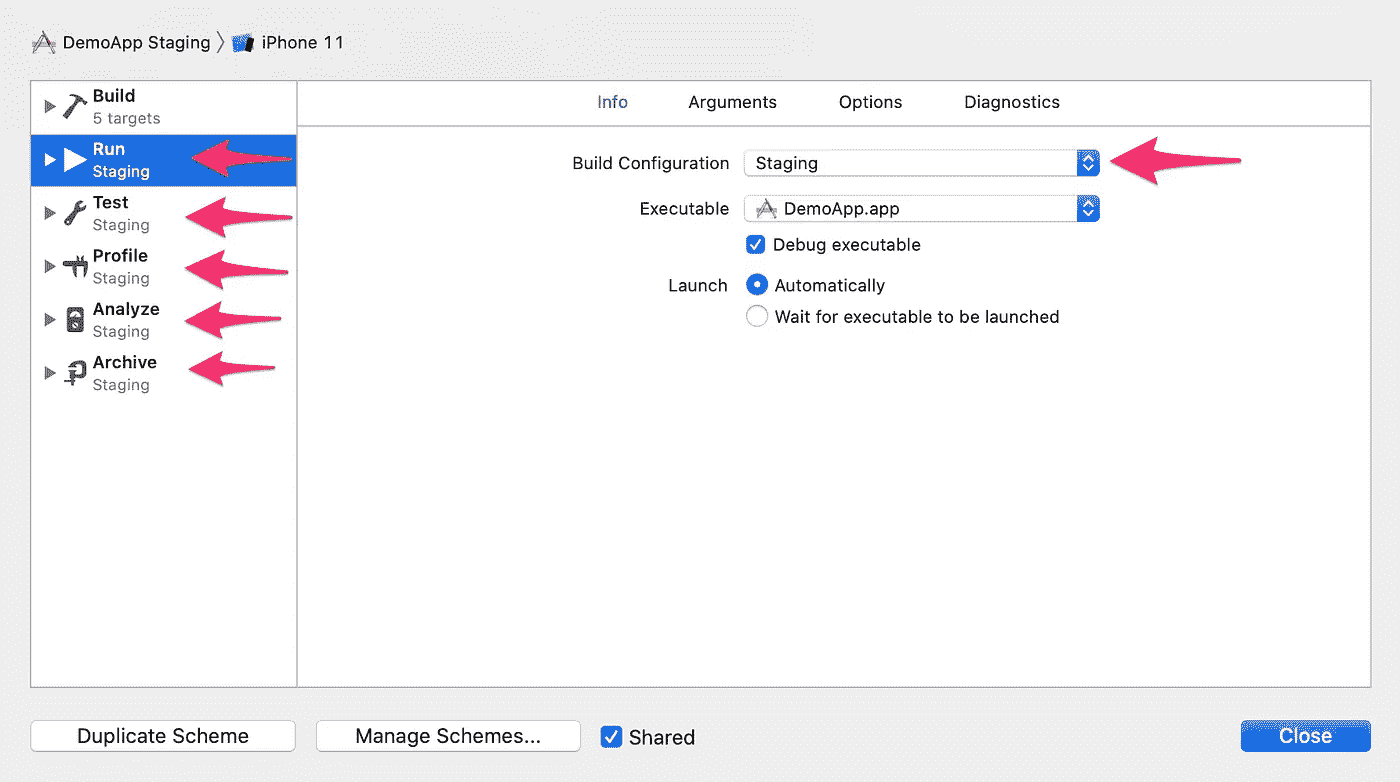 DemoApp Staging
iPhone 11
Build
5 targets
Run
Staging
Test
Staging
Profile
Staging
Analyze
Staging
Archive
Staging
Info Arguments Options Diagnostics
Build Configuration Staging
Executable DemoApp.app
Debug executable
Launch Automatically
Wait for executable to be launched
Duplicate Scheme Manage Schemes... Shared Close